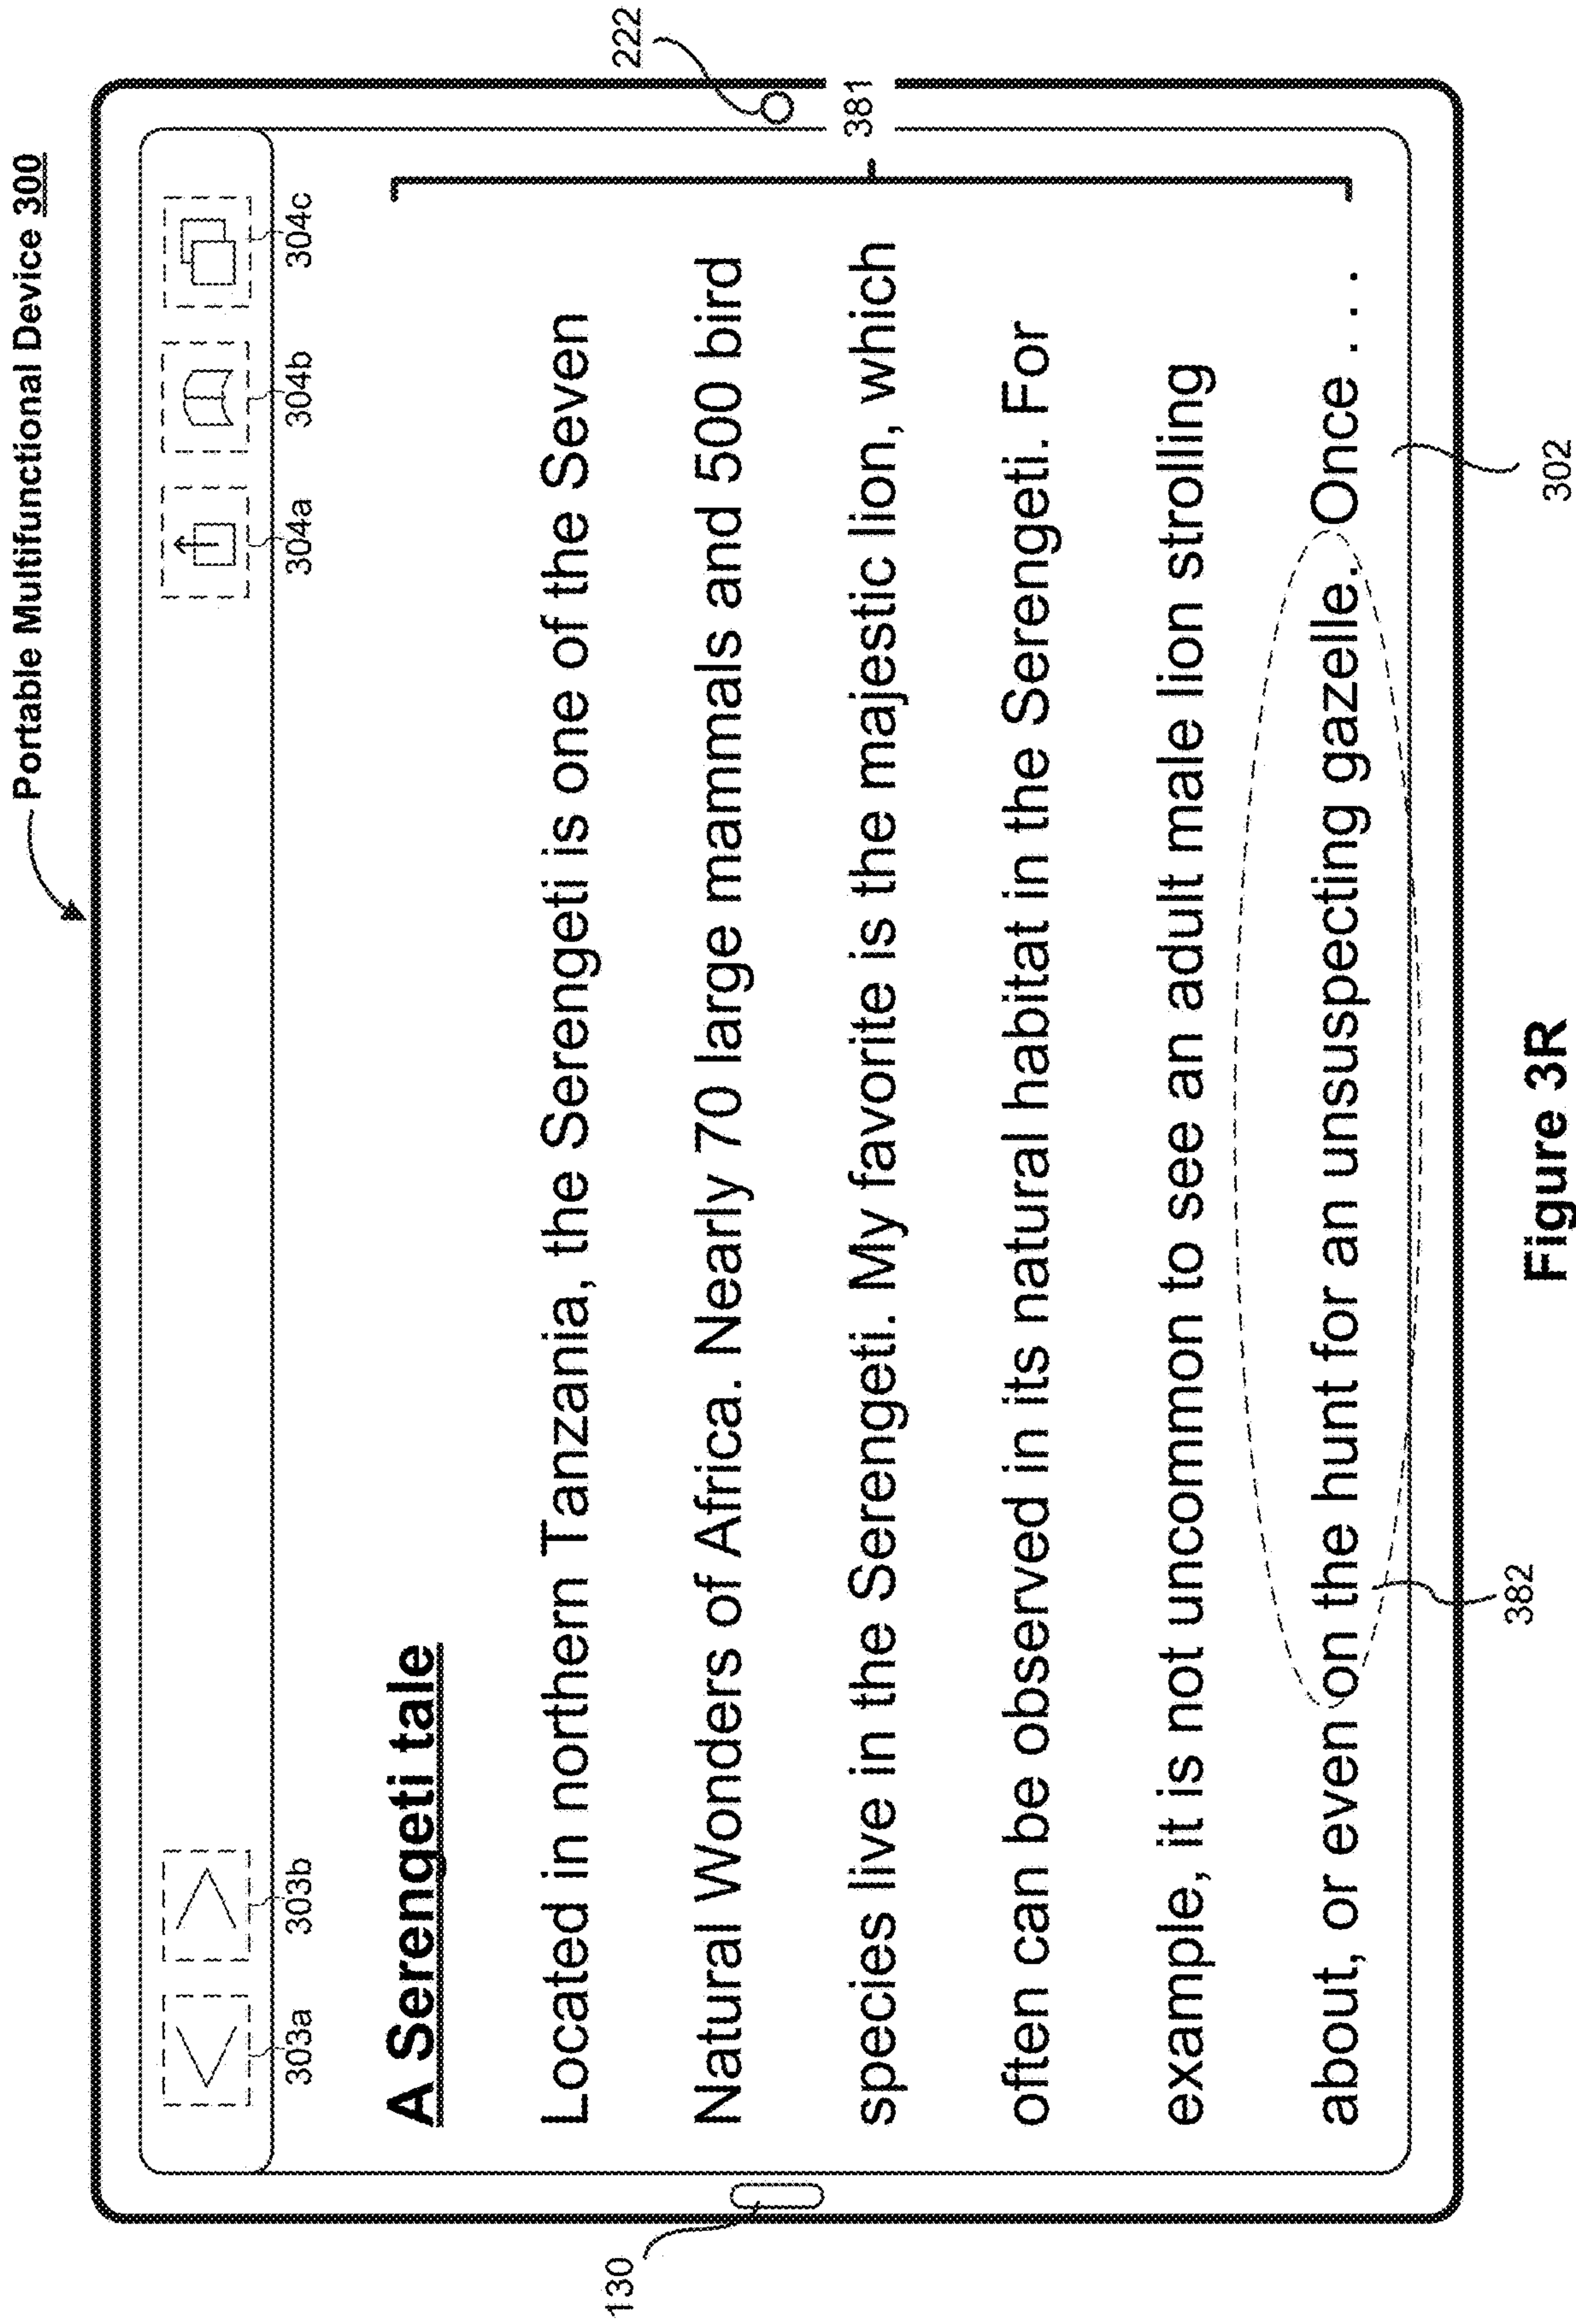 Portable Multifunctional Device 300
303a
303b
304a
304b
304c
A Serengeti tale
Located in northern Tanzania, the Serengeti is one of the Seven
Natural Wonders of Africa. Nearly 70 large mammals and 500 bird
species live in the Serengeti. My favorite is the majestic lion, which
often can be observed in its natural habitat in the Serengeti. For
example, it is not uncommon to see an adult male lion strolling
about, or even on the hunt for an unsuspecting gazelle. Once . . .
130
222
381
382
302
Figure 3R